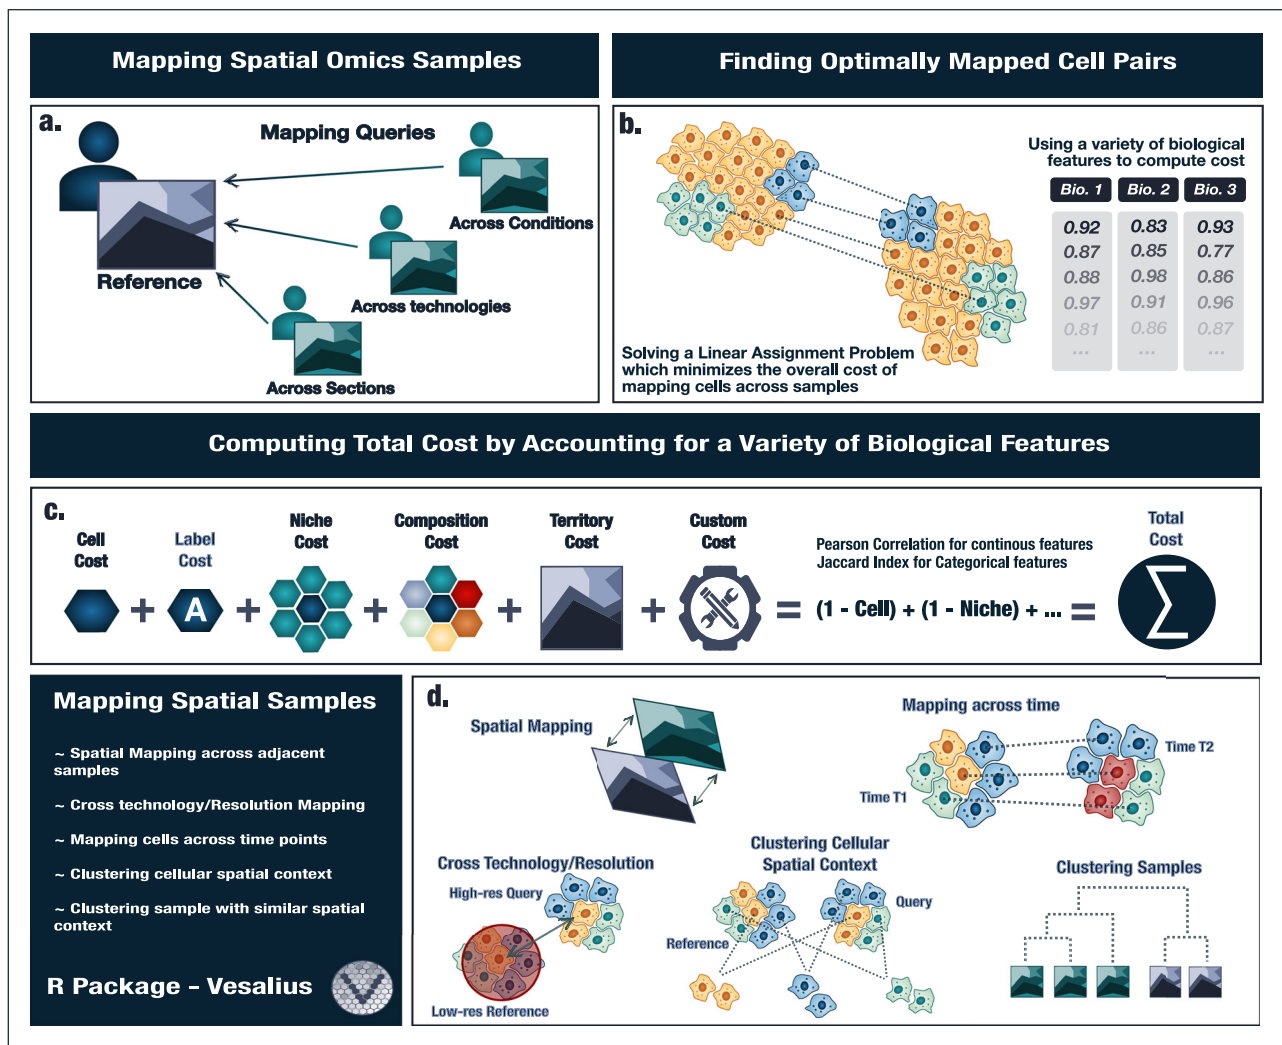 Mapping Spatial Omics Samples
Finding Optimally Mapped Cell Pairs
a.
Mapping Queries
Across Conditions
Reference
Across technologies
Across Sections
b.
Using a variety of biological
features to compute cost
Bio. 1 Bio. 2 Bio. 3
0.92 0.83 0.93
0.87 0.85 0.77
0.88 0.98 0.86
0.97 0.91 0.96
0.81 0.86 0.87
... ... ...
Solving a Linear Assignment Problem
which minimizes the overall cost of
mapping cells across samples
Computing Total Cost by Accounting for a Variety of Biological Features
c.
Cell
Cost
+
Label
Cost
A
+
Niche
Cost
+
Composition
Cost
+
Territory
Cost
+
Custom
Cost
=
Pearson Correlation for continous features
Jaccard Index for Categorical features
(1 - Cell) + (1 - Niche) + ... =
Total
Cost
Σ
Mapping Spatial Samples
~ Spatial Mapping across adjacent
samples
~ Cross technology/Resolution Mapping
~ Mapping cells across time points
~ Clustering cellular spatial context
~ Clustering sample with similar spatial
context
R Package - Vesalius
V
d.
Spatial Mapping
Mapping across time
Time T2
Time T1
Cross Technology/Resolution
High-res Query
Low-res Reference
Clustering Cellular
Spatial Context
Query
Reference
Clustering Samples